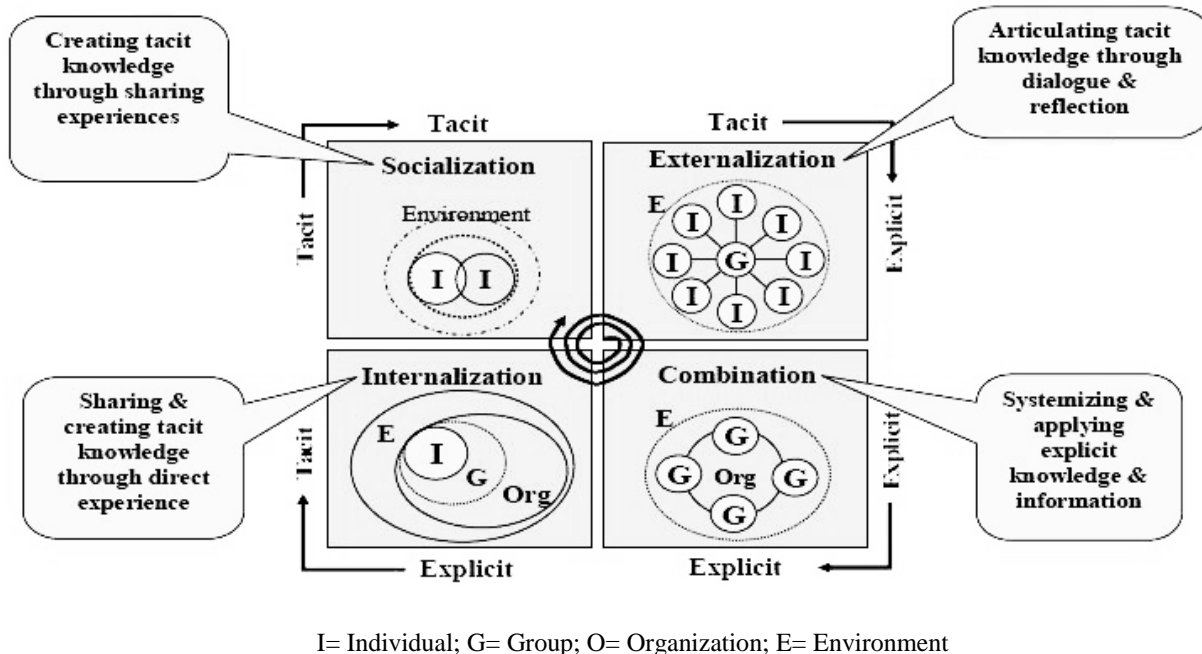 Creating tacit
knowledge
through sharing
experiences
Articulating tacit
knowledge through
dialogue &
reflection
Tacit
Tacit
Tacit
Socialization
Environment
I I
Externalization
E
I
I
I
I
G
I
I
I
I
Explicit
Sharing &
creating tacit
knowledge
through direct
experience
Tacit
Internalization
E
I
G
Org
Combination
E
G
G
Org
G
G
Explicit
Systemizing &
applying
explicit
knowledge &
information
Explicit
Explicit
I= Individual; G= Group; O= Organization; E= Environment